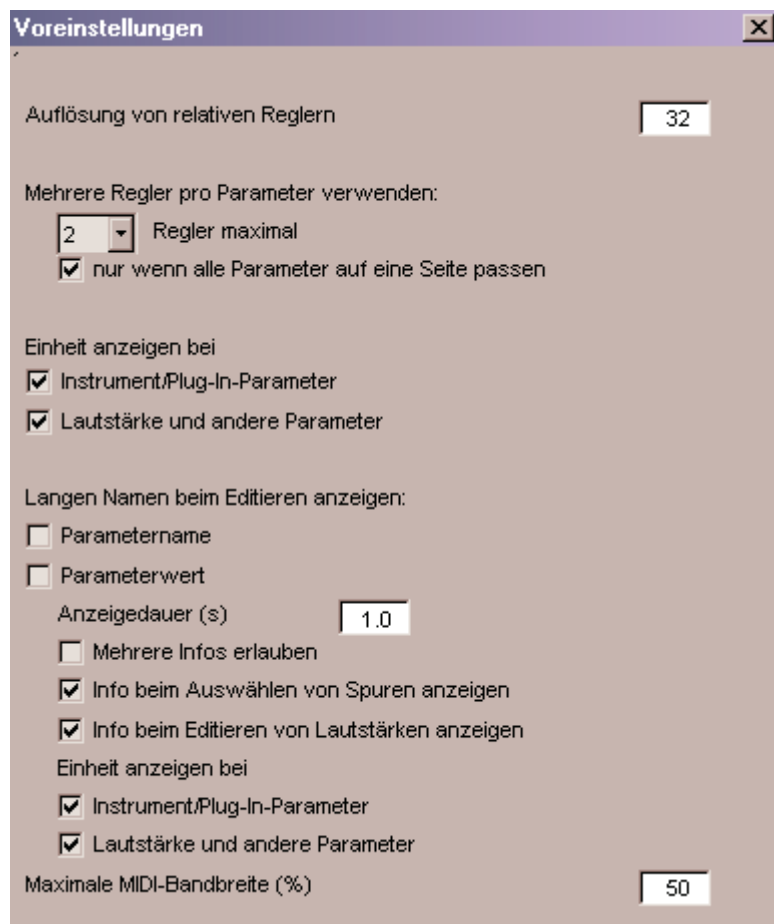 Voreinstellungen
Auflösung von relativen Reglern 32
Mehrere Regler pro Parameter verwenden:
2 Regler maximal
nur wenn alle Parameter auf eine Seite passen
Einheit anzeigen bei
Instrument/Plug-In-Parameter
Lautstärke und andere Parameter
Langen Namen beim Editieren anzeigen:
Parametername
Parameterwert
Anzeigedauer (s) 1.0
Mehrere Infos erlauben
Info beim Auswählen von Spuren anzeigen
Info beim Editieren von Lautstärken anzeigen
Einheit anzeigen bei
Instrument/Plug-In-Parameter
Lautstärke und andere Parameter
Maximale MIDI-Bandbreite (%) 50